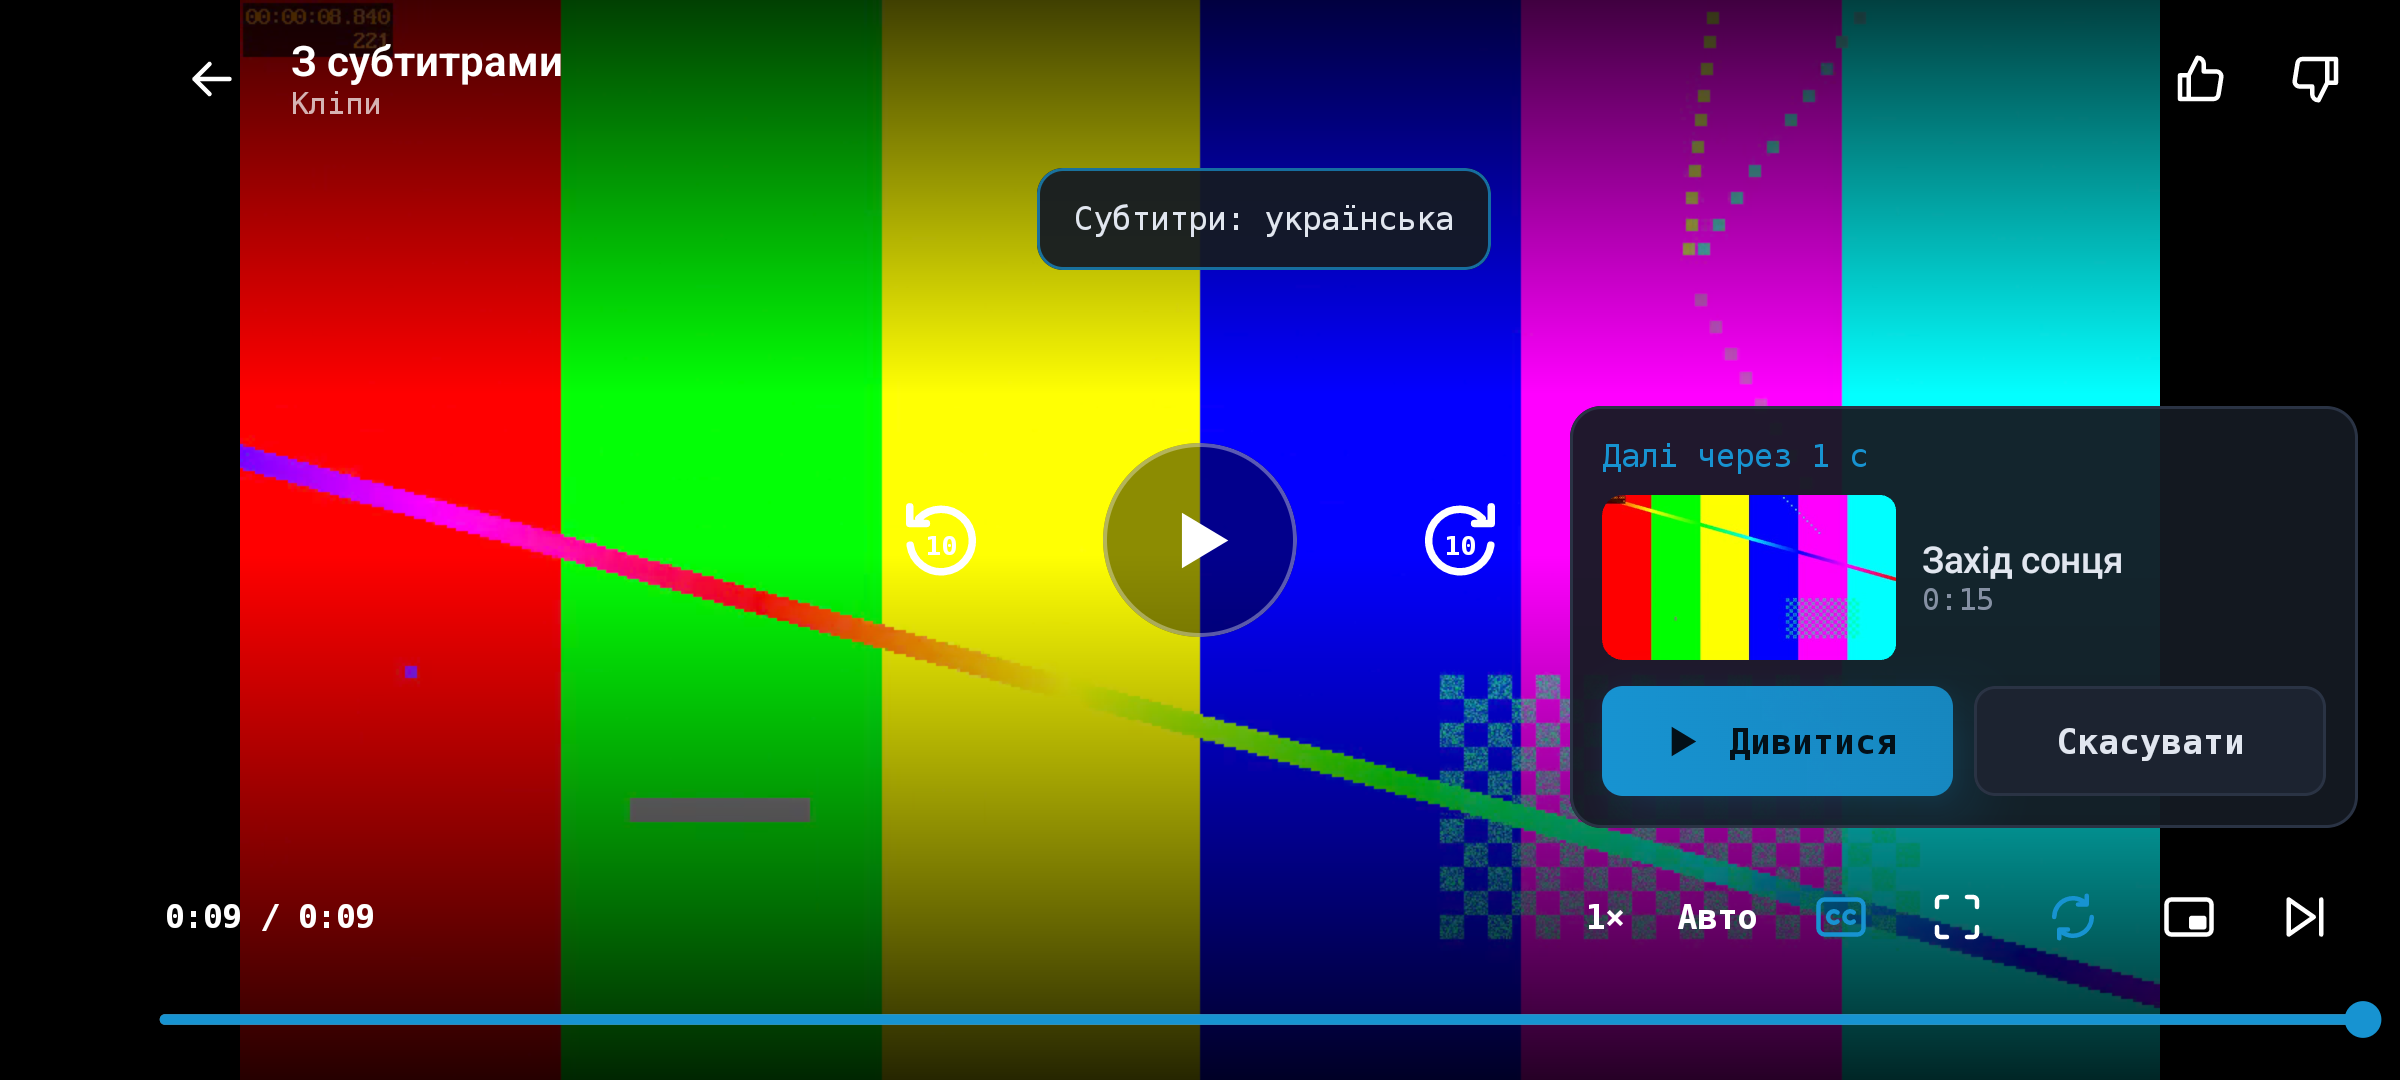 00:00:08.840
221
З субтитрами
Кліпи
Субтитри: українська
Далі через 1 с
Захід сонця
0:15
Дивитися
Скасувати
10
10
0:09 / 0:09
1×
Авто
CC